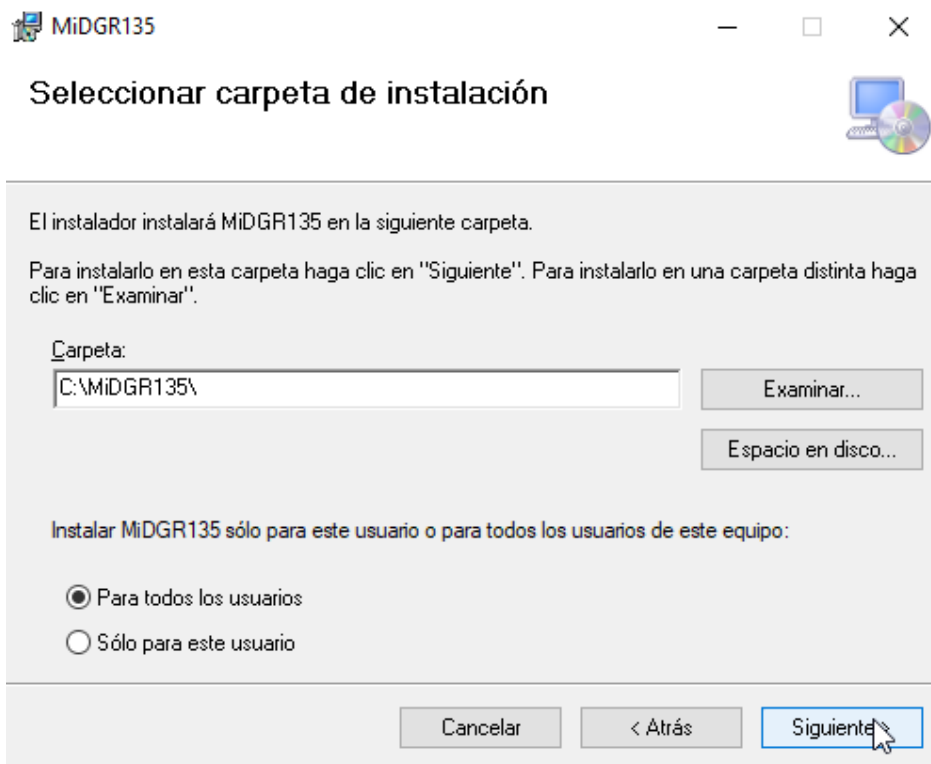 MiDGR135
Seleccionar carpeta de instalación
El instalador instalará MiDGR135 en la siguiente carpeta.
Para instalarlo en esta carpeta haga clic en "Siguiente". Para instalarlo en una carpeta distinta haga
clic en "Examinar".
Carpeta:
C:\MiDGR135\
Examinar...
Espacio en disco...
Instalar MiDGR135 sólo para este usuario o para todos los usuarios de este equipo:
Para todos los usuarios
Sólo para este usuario
Cancelar
< Atrás
Siguiente >